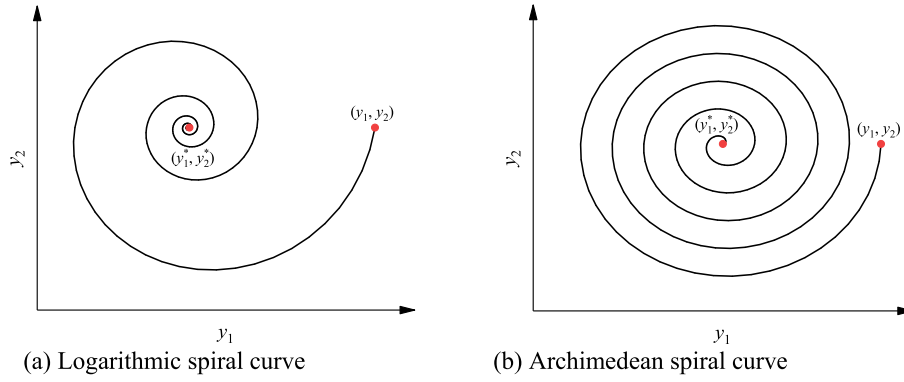 y₂
(y₁, y₂)
(y₁*, y₂*)
y₁
(a) Logarithmic spiral curve
y₂
(y₁*, y₂*)
(y₁, y₂)
y₁
(b) Archimedean spiral curve